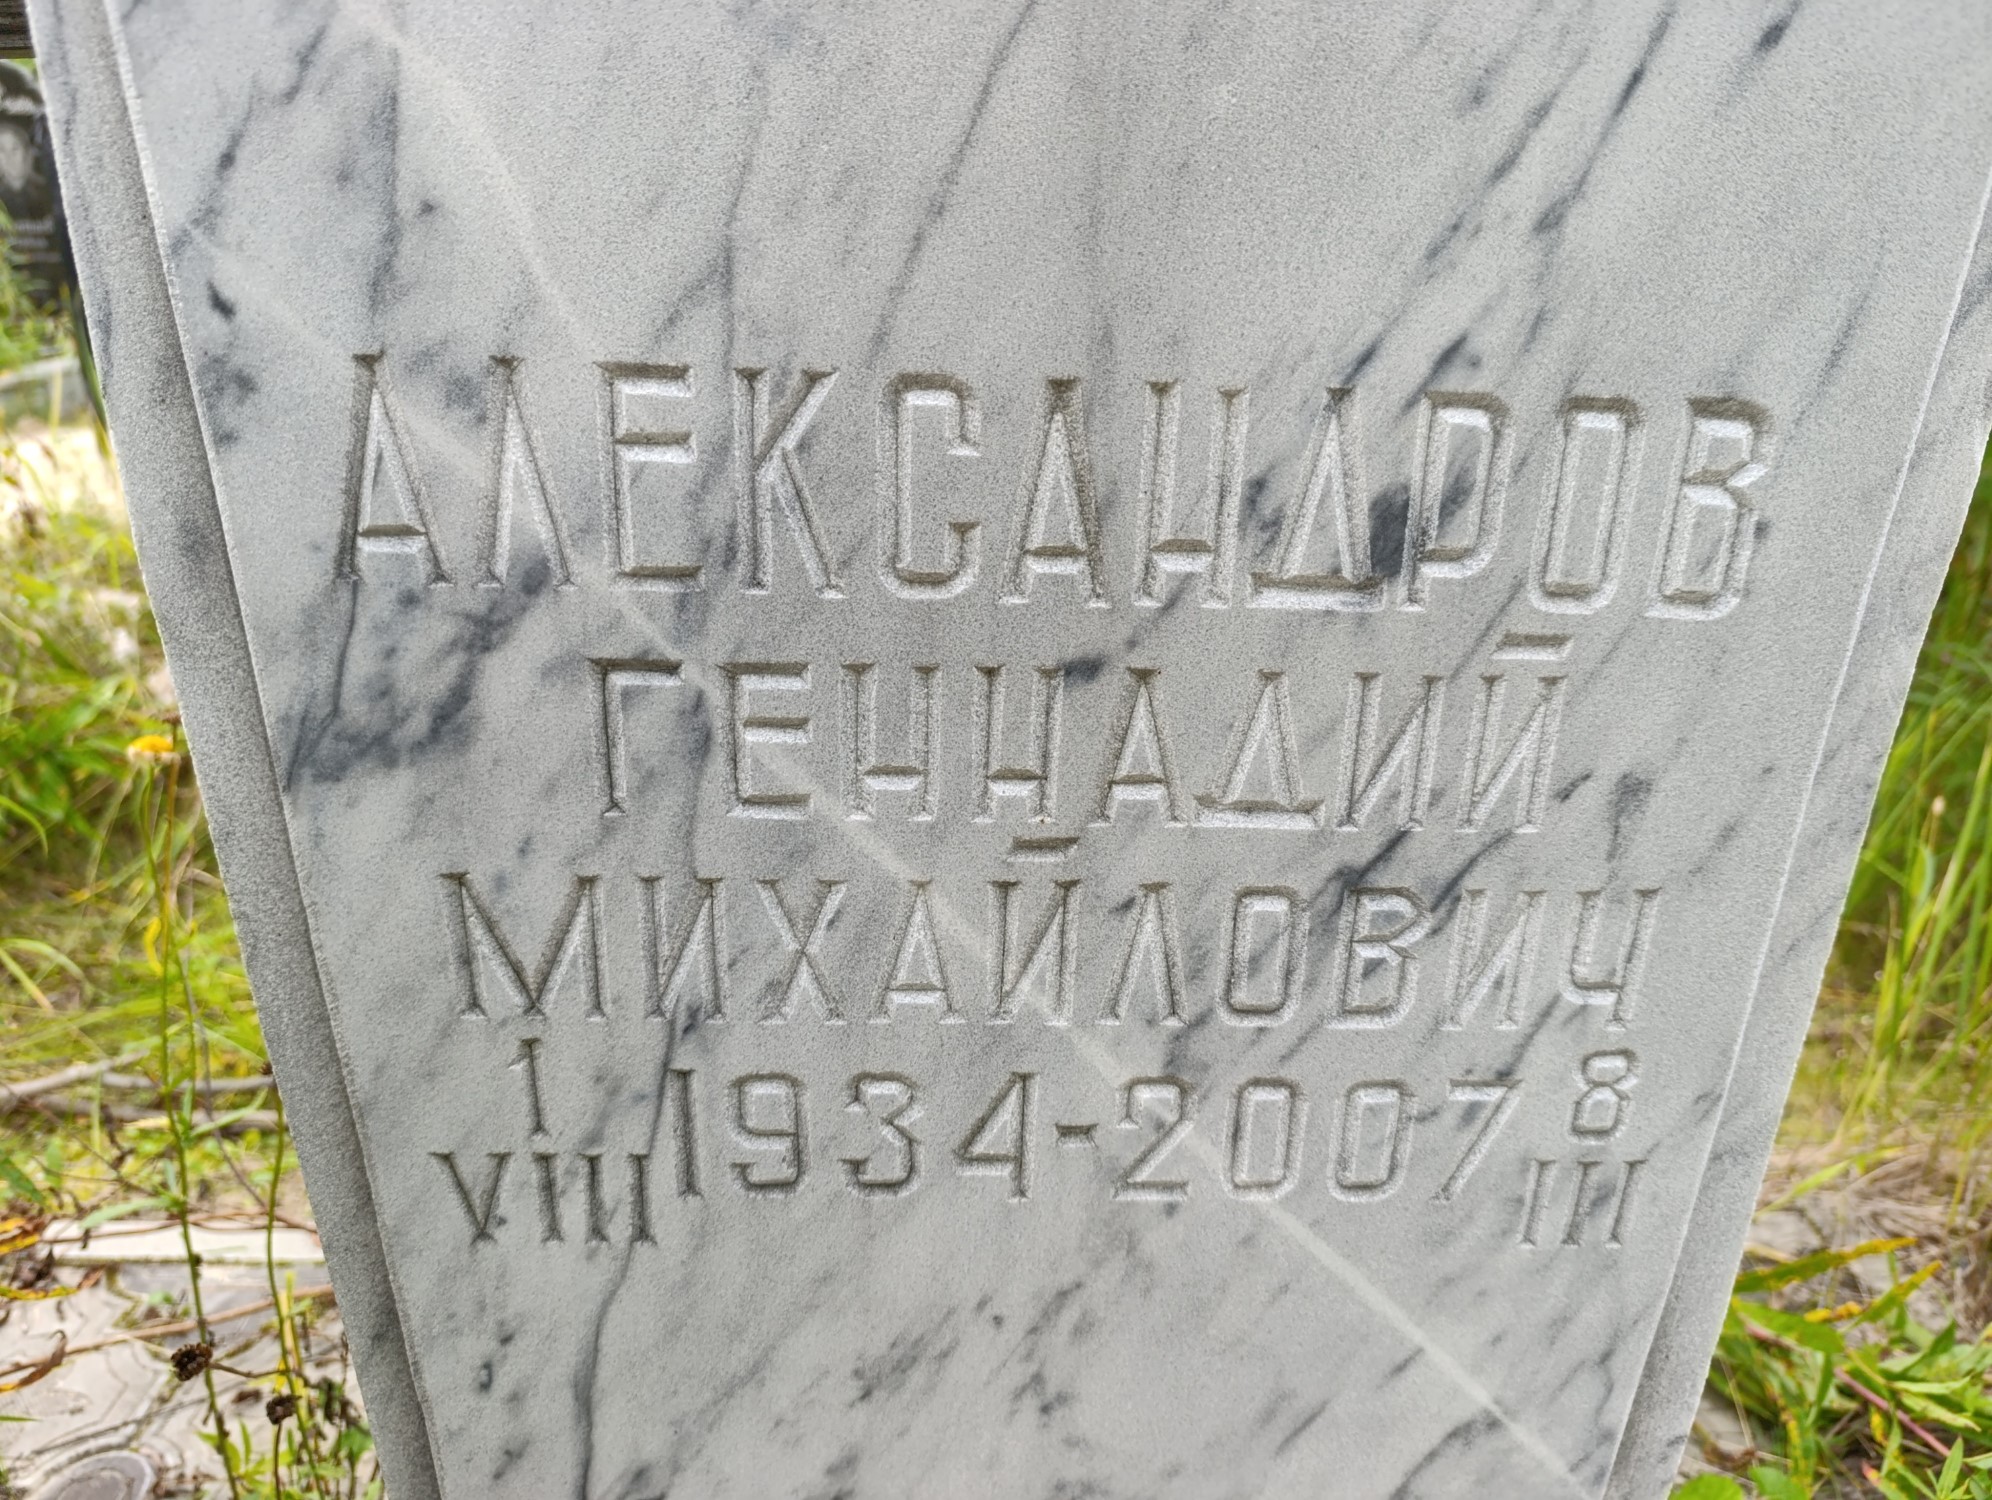 АЛЕКСАНДРОВ
ГЕННАДИЙ
МИХАЙЛОВИЧ
1 VIII 1934-2007 8 III